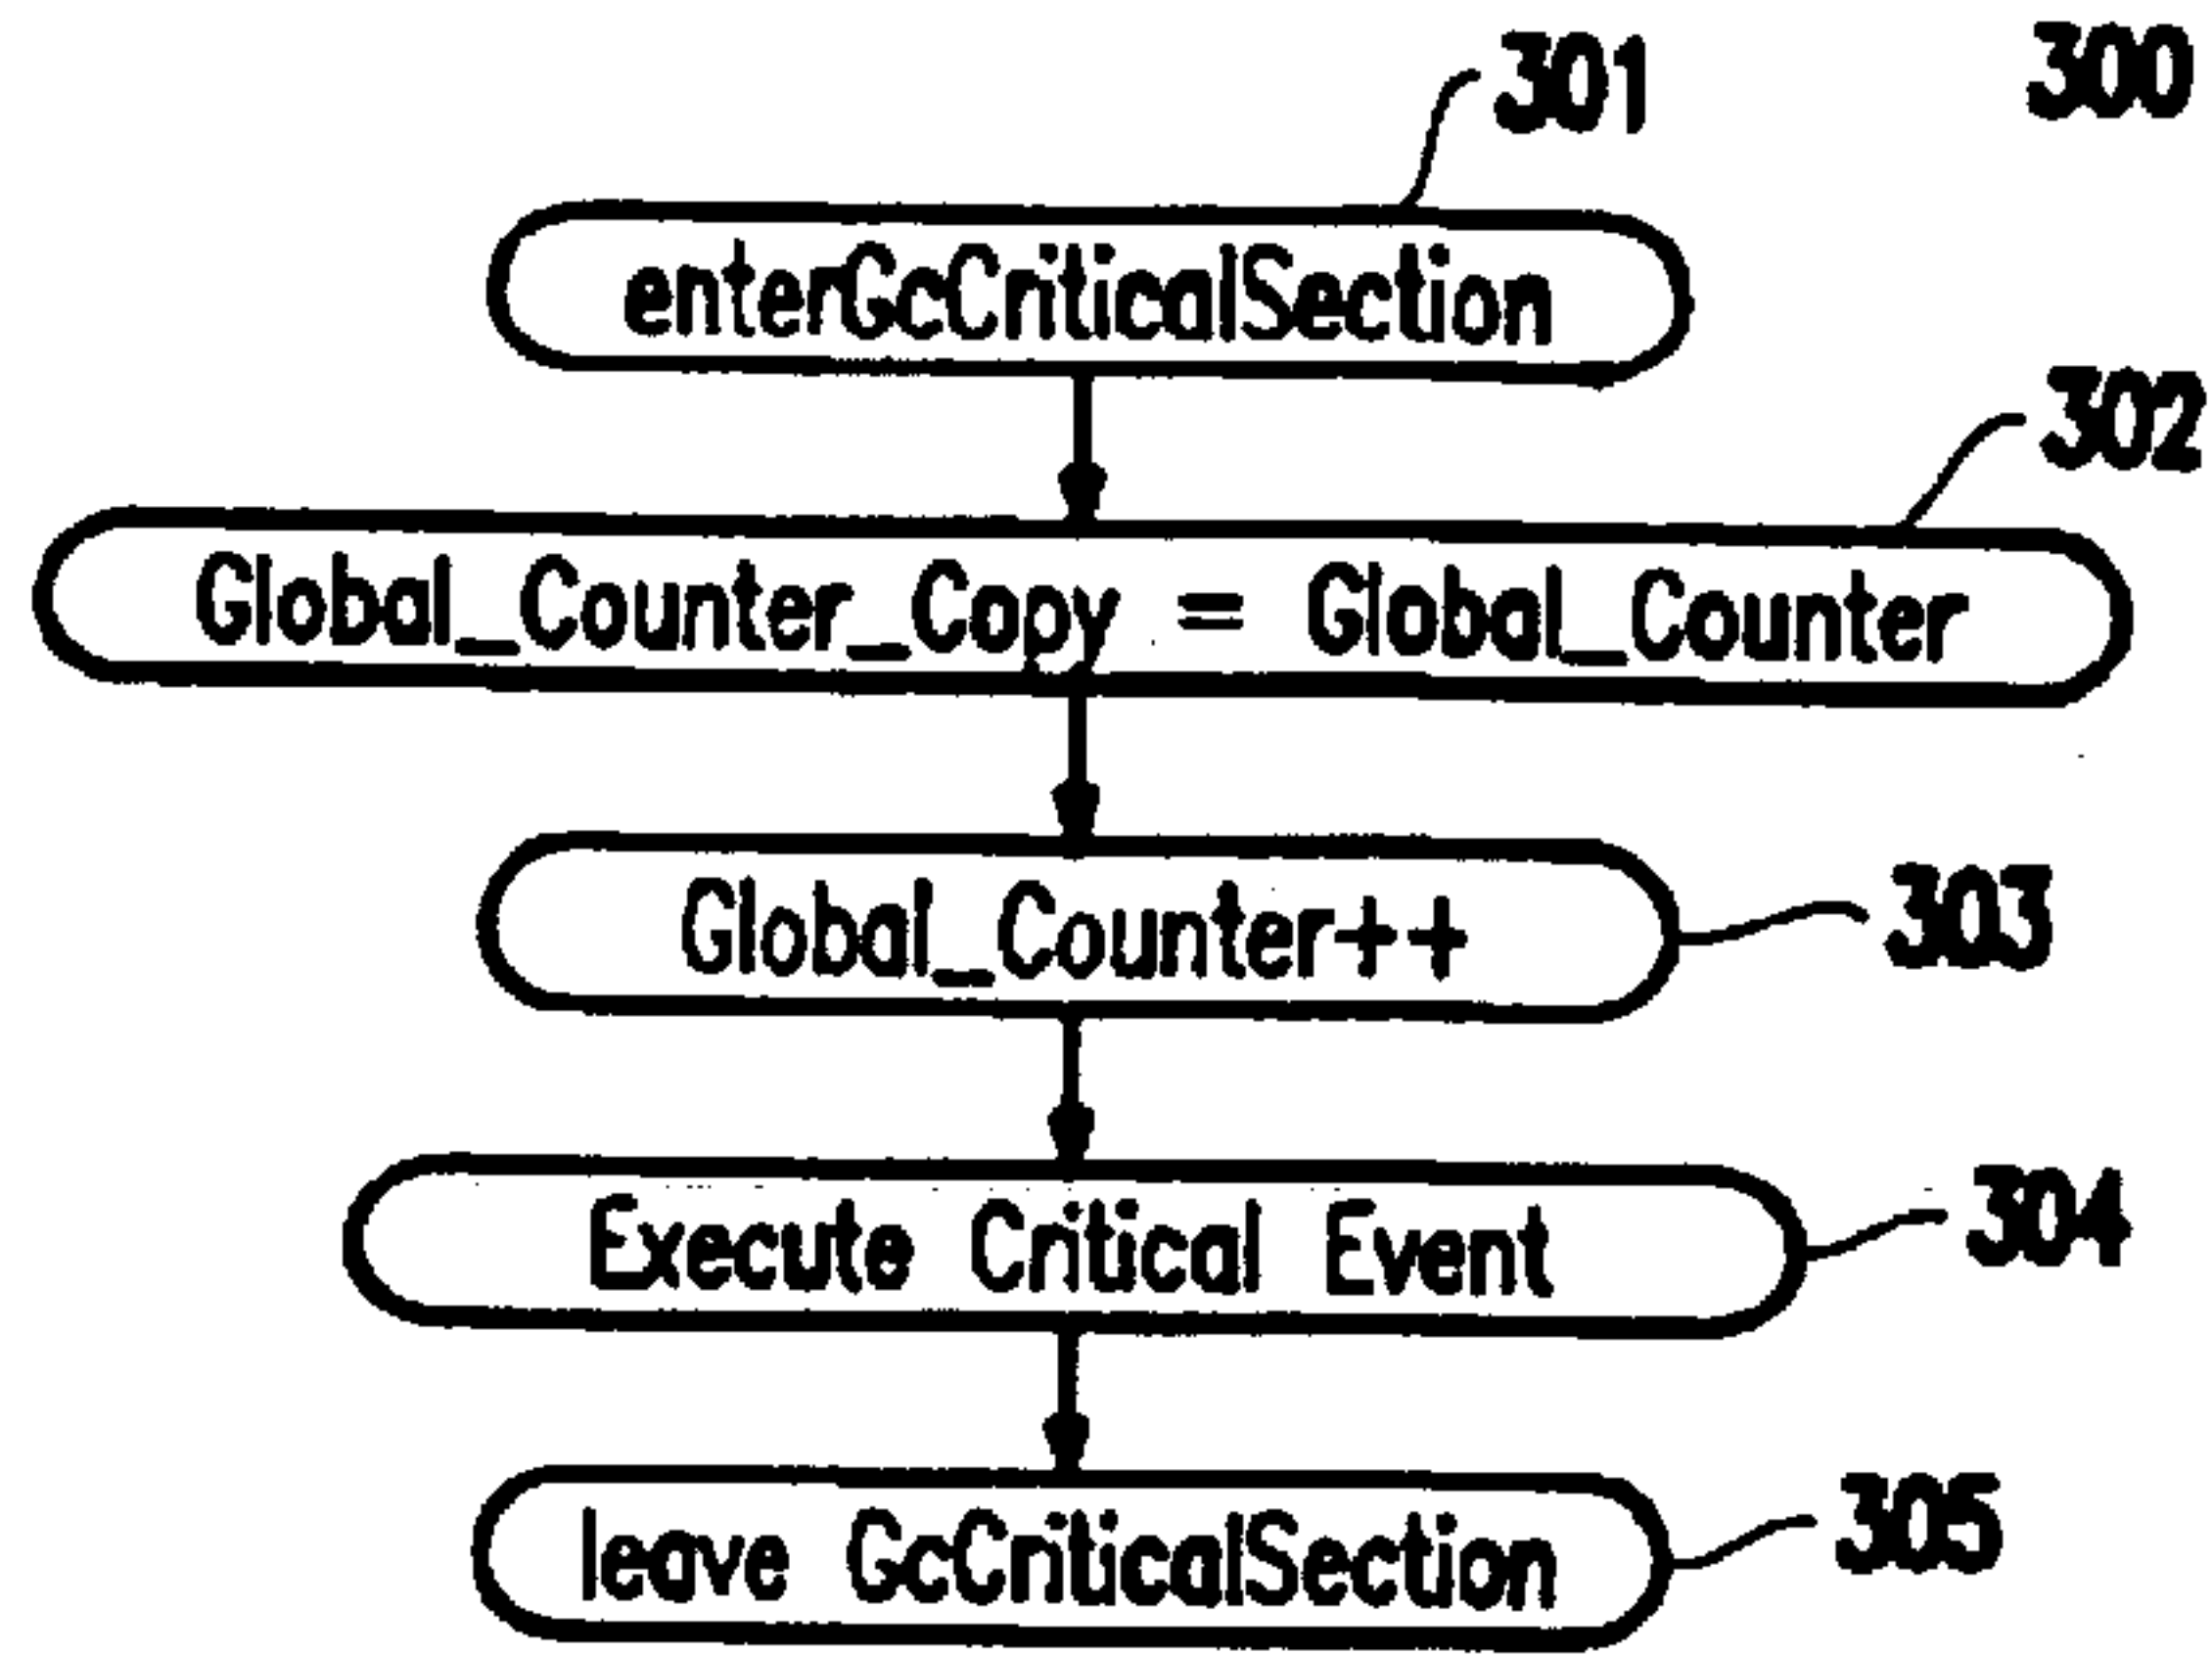 301
300
enterGcCriticalSection
302
Global_Counter_Copy = Global_Counter
Global_Counter++
303
Execute Critical Event
304
leave GcCriticalSection
305